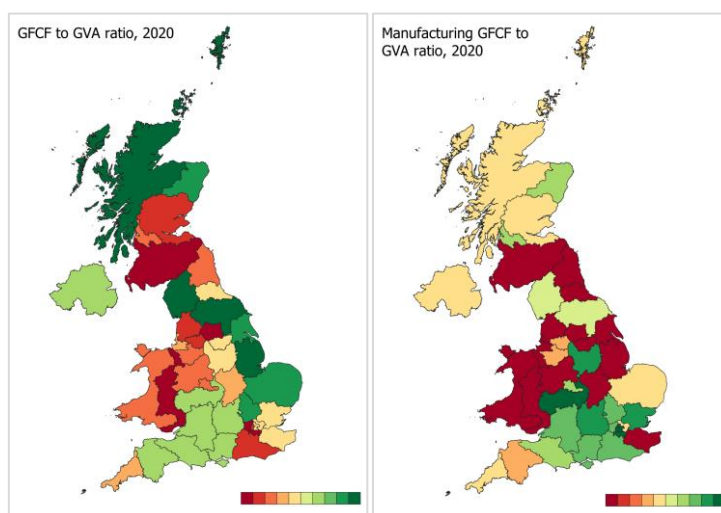 GFCF to GVA ratio, 2020
Manufacturing GFCF to
GVA ratio, 2020